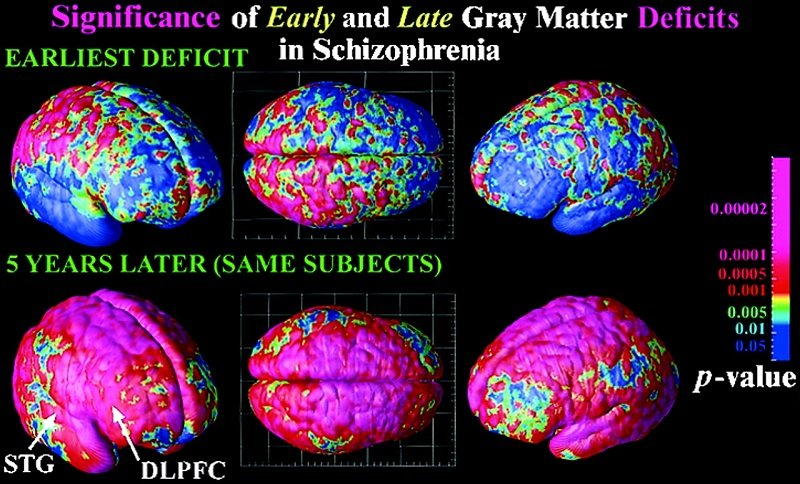 Significance of Early and Late Gray Matter Deficits
in Schizophrenia
EARLIEST DEFICIT
5 YEARS LATER (SAME SUBJECTS)
0.00002
0.0001
0.0005
0.001
0.005
0.01
0.05
p-value
STG
DLPFC